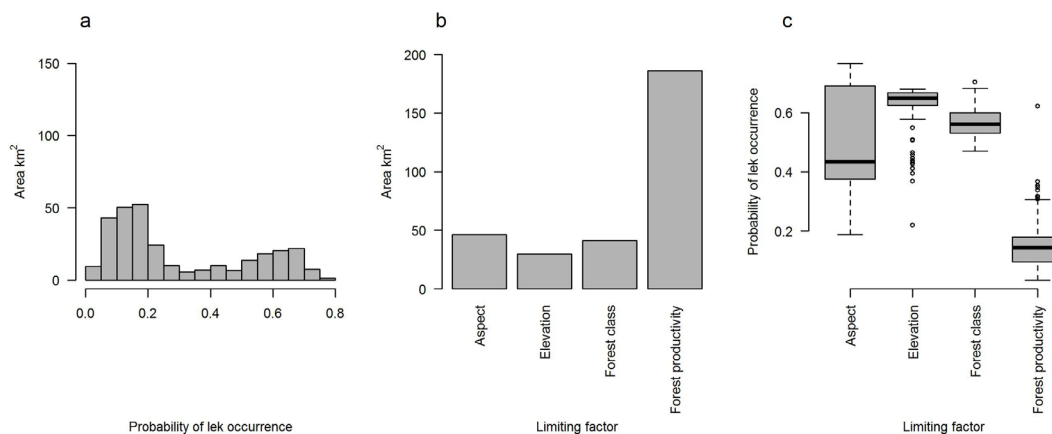 a
150
100
50
0
Area km²
0.0 0.2 0.4 0.6 0.8
Probability of lek occurrence
b
200
150
100
50
0
Area km²
Aspect
Elevation
Forest class
Forest productivity
Limiting factor
c
0.6
0.4
0.2
Probability of lek occurrence
Aspect
Elevation
Forest class
Forest productivity
Limiting factor